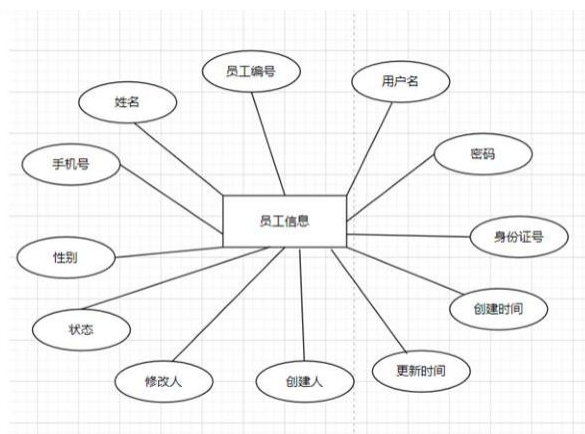 员工编号
用户名
姓名
密码
手机号
员工信息
身份证号
性别
创建时间
状态
更新时间
修改人
创建人